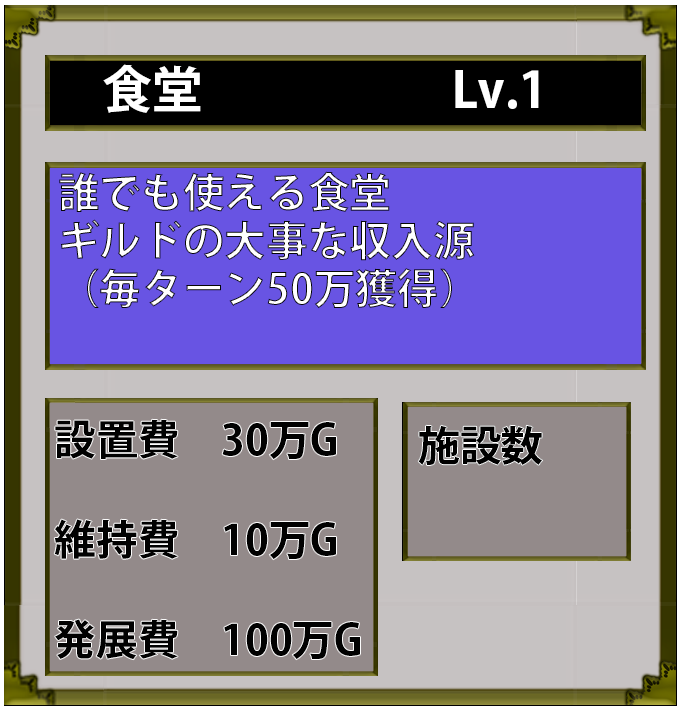 食堂 Lv.1
誰でも使える食堂
ギルドの大事な収入源
（毎ターン50万獲得）
設置費 30万G
施設数
維持費 10万G
発展費 100万G